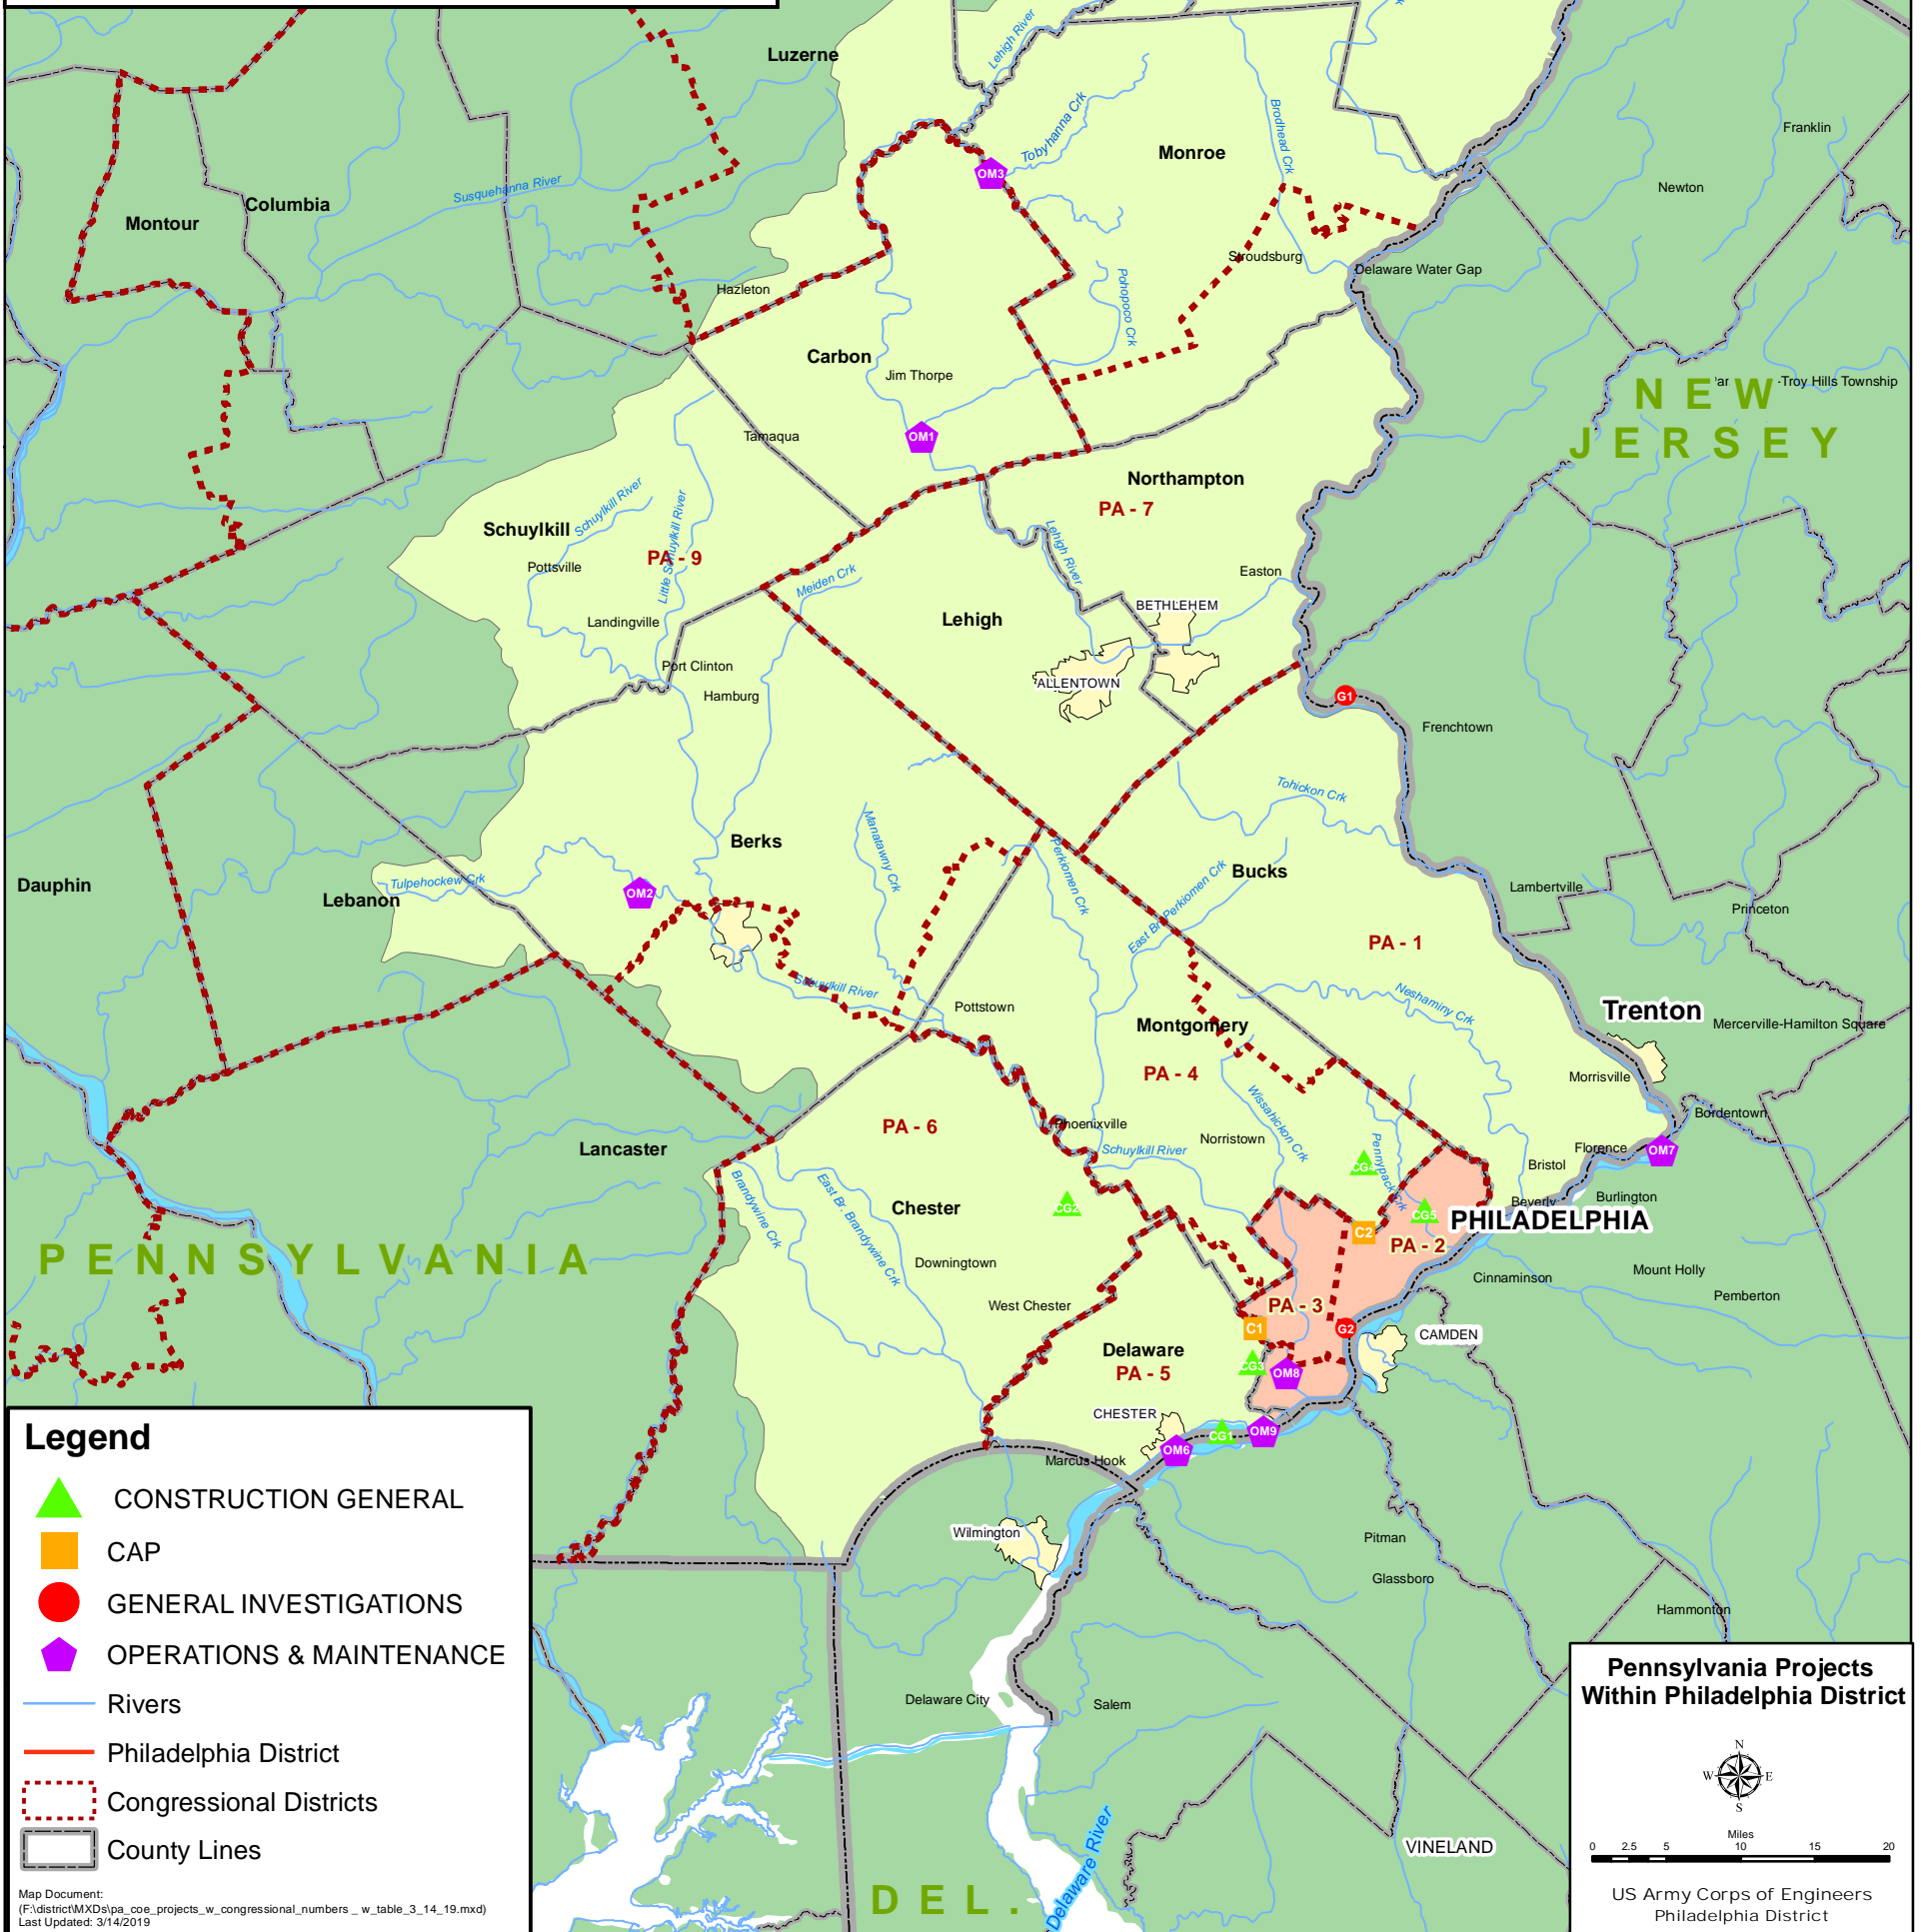 Luzerne
Lehigh River
Tobyhanna Crk
Brodhead Crk
Monroe
Franklin
Newton
OM3
Columbia
Montour
Susquehanna River
Hazleton
Stroudsburg
Delaware Water Gap
Pohopoco Crk
Carbon
Jim Thorpe
-Troy Hills Township
NEW
JERSEY
Tamaqua
OM1
Northampton
PA - 7
Schuylkill
Schuylkill River
Little Schuylkill River
PA - 9
Pottsville
Lehigh River
Meiden Crk
Easton
BETHLEHEM
Lehigh
Landingville
Port Clinton
Hamburg
ALLENTOWN
G1
Frenchtown
Tohickon Crk
Manatawny Crk
Berks
Perkiomen Crk
East Br. Perkiomen Crk
Bucks
Dauphin
Lebanon
Tulpehockew Crk
OM2
Lambertville
Princeton
PA - 1
Schuylkill River
Pottstown
Neshaminy Crk
Trenton
Montgomery
Mercerville-Hamilton Square
PA - 4
Morrisville
Wissahickon Crk
Bordentown
PA - 6
Phoenixville
Norristown
Pennypack Crk
Lancaster
Schuylkill River
Florence
OM7
Bristol
CG4
Brandywine Crk
East Br. Brandywine Crk
Chester
CG2
Beverly
Burlington
CG5
PHILADELPHIA
C2
PA - 2
PENNSYLVANIA
Downingtown
Cinnaminson
Mount Holly
Pemberton
West Chester
PA - 3
C1
G2
CAMDEN
Delaware
PA - 5
CG3
OM8
CHESTER
CG1
OM9
OM6
Marcus Hook
Wilmington
Pitman
Glassboro
Hammonton
Delaware City
Salem
VINELAND
DEL.
Delaware River
Legend
CONSTRUCTION GENERAL
CAP
GENERAL INVESTIGATIONS
OPERATIONS & MAINTENANCE
Rivers
Philadelphia District
Congressional Districts
County Lines
Map Document:
(F:\district\MXDs\pa_coe_projects_w_congressional_numbers _ w_table_3_14_19.mxd)
Last Updated: 3/14/2019
Pennsylvania Projects
Within Philadelphia District
N
W E
S
Miles
0 2.5 5 10 15 20
US Army Corps of Engineers
Philadelphia District